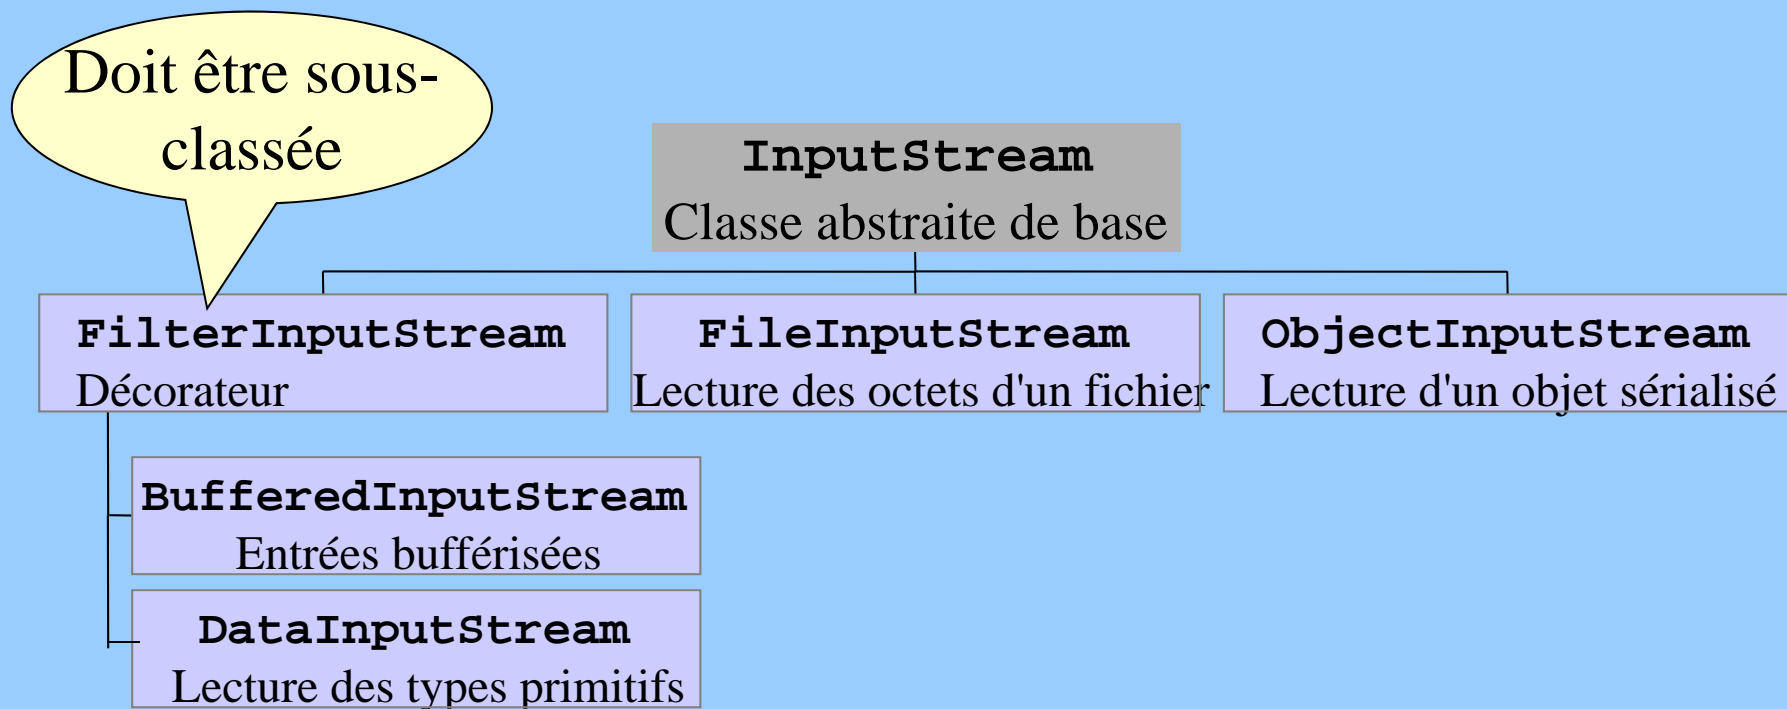 Doit être sous-
classée
InputStream
Classe abstraite de base
FilterInputStream
Décorateur
FileInputStream
Lecture des octets d'un fichier
ObjectInputStream
Lecture d'un objet sérialisé
BufferedInputStream
Entrées bufférisées
DataInputStream
Lecture des types primitifs